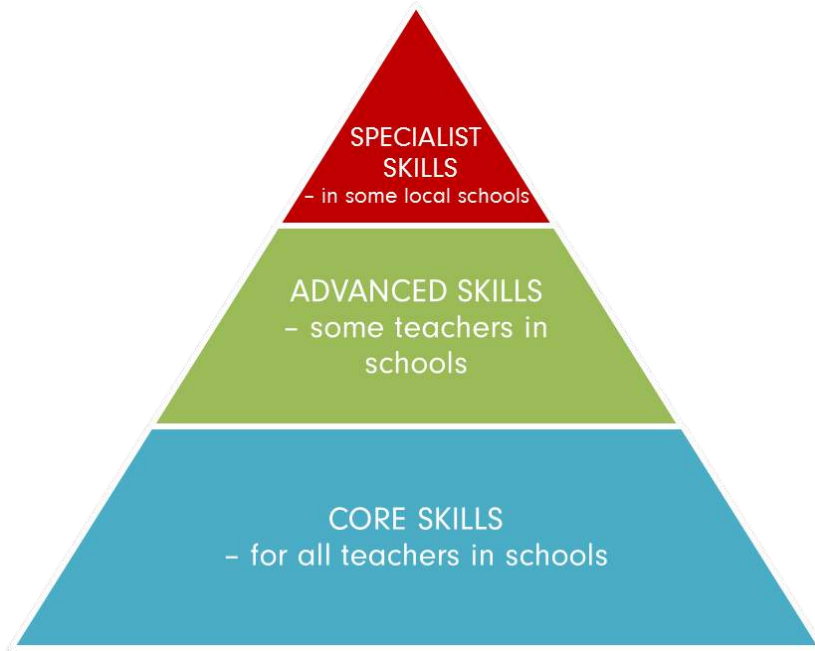 SPECIALIST
SKILLS
– in some local schools
ADVANCED SKILLS
– some teachers in
schools
CORE SKILLS
– for all teachers in schools